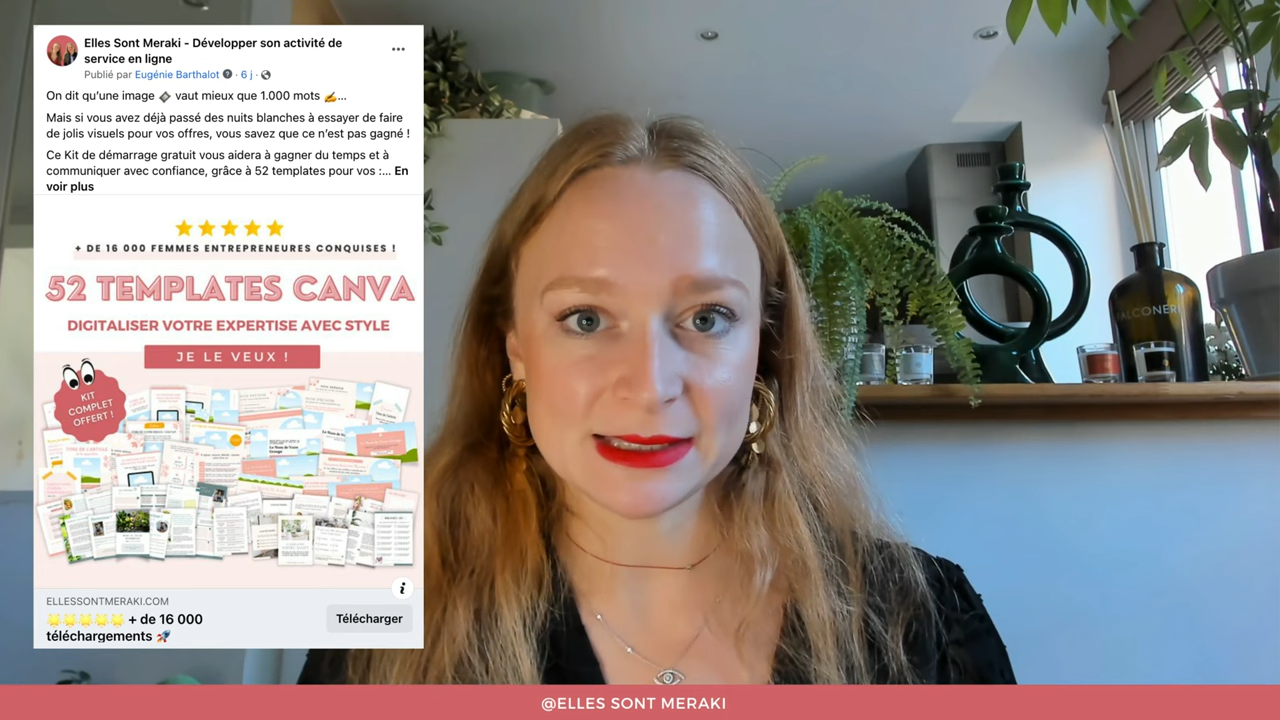 Elles Sont Meraki - Développer son activité de
service en ligne
Publié par Eugénie Barthalot · 6 j ·
On dit qu'une image vaut mieux que 1.000 mots ✍️...
Mais si vous avez déjà passé des nuits blanches à essayer de faire
de jolis visuels pour vos offres, vous savez que ce n'est pas gagné !
Ce Kit de démarrage gratuit vous aidera à gagner du temps et à
communiquer avec confiance, grâce à 52 templates pour vos :... En
voir plus
+ DE 16 000 FEMMES ENTREPRENEURES CONQUISES !
52 TEMPLATES CANVA
DIGITALISER VOTRE EXPERTISE AVEC STYLE
JE LE VEUX !
KIT
COMPLET
OFFERT !
ELLESSONTMERAKI.COM
🌟🌟🌟🌟🌟 + de 16 000
téléchargements 🚀
Télécharger
@ELLES SONT MERAKI